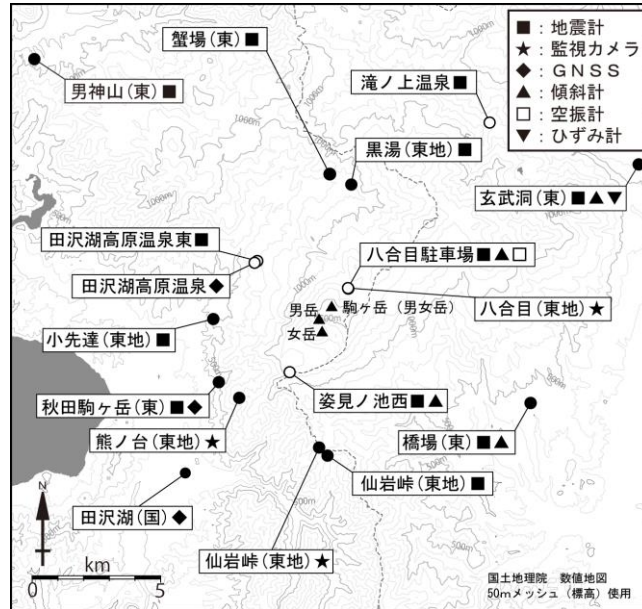 蟹場(東)■
■：地震計
★：監視カメラ
◆：ＧＮＳＳ
▲：傾斜計
□：空振計
▼：ひずみ計
男神山(東)■
滝ノ上温泉■
黒湯(東地)■
玄武洞(東)■▲▼
田沢湖高原温泉東■
八合目駐車場■▲□
田沢湖高原温泉◆
八合目(東地)★
男岳
駒ヶ岳（男女岳）
女岳
小先達(東地)■
秋田駒ヶ岳(東)■◆
姿見ノ池西■▲
熊ノ台(東地)★
橋場(東)■▲
仙岩峠(東地)■
田沢湖(国)◆
仙岩峠(東地)★
N
km
0 5
国土地理院 数値地図
50mメッシュ（標高）使用
1000m
1000m
1000m
1000m
500m
500m
500m